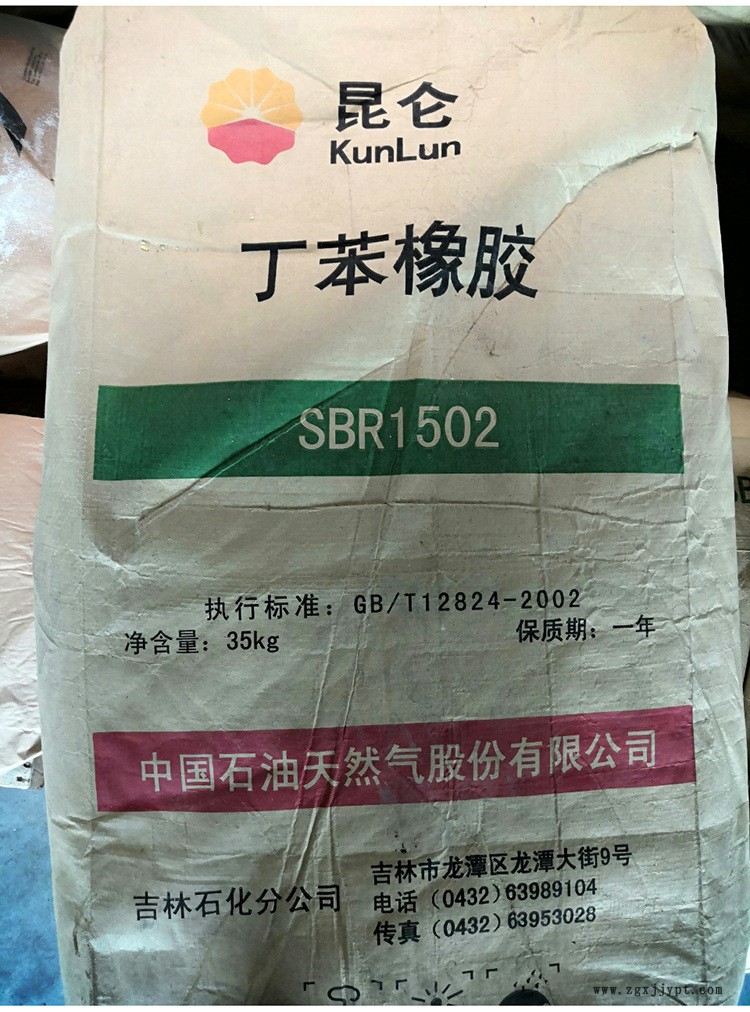 昆仑
KunLun
丁苯橡胶
SBR1502
执行标准：GB/T12824-2002
净含量：35kg
保质期：一年
中国石油天然气股份有限公司
吉林石化分公司
吉林市龙潭区龙潭大街9号
电话（0432）63989104
传真（0432）63953028
www.zgxjjypt.com